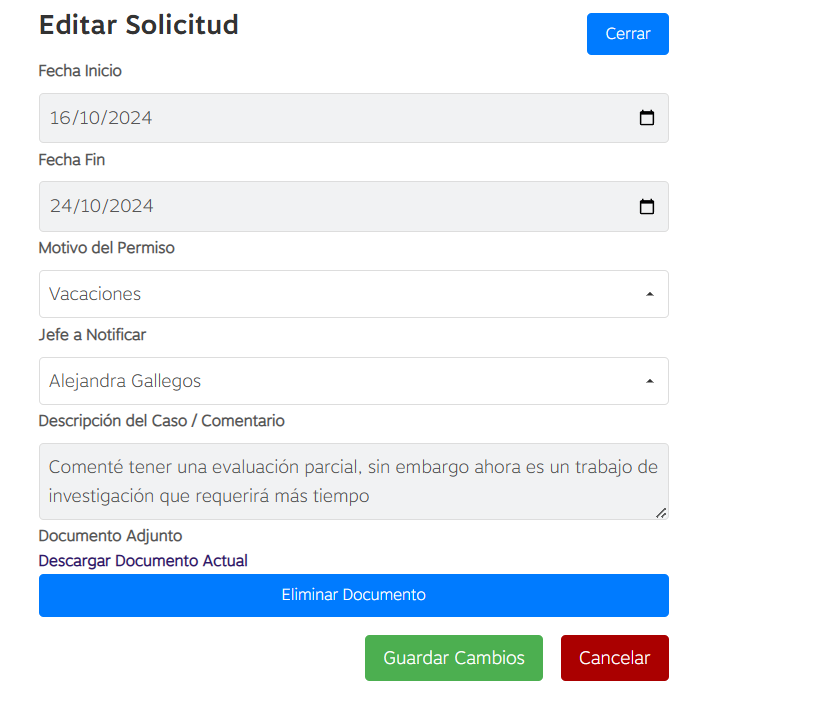 Editar Solicitud
Cerrar
Fecha Inicio
16/10/2024
Fecha Fin
24/10/2024
Motivo del Permiso
Vacaciones
Jefe a Notificar
Alejandra Gallegos
Descripción del Caso / Comentario
Comenté tener una evaluación parcial, sin embargo ahora es un trabajo de
investigación que requerirá más tiempo
Documento Adjunto
Descargar Documento Actual
Eliminar Documento
Guardar Cambios
Cancelar